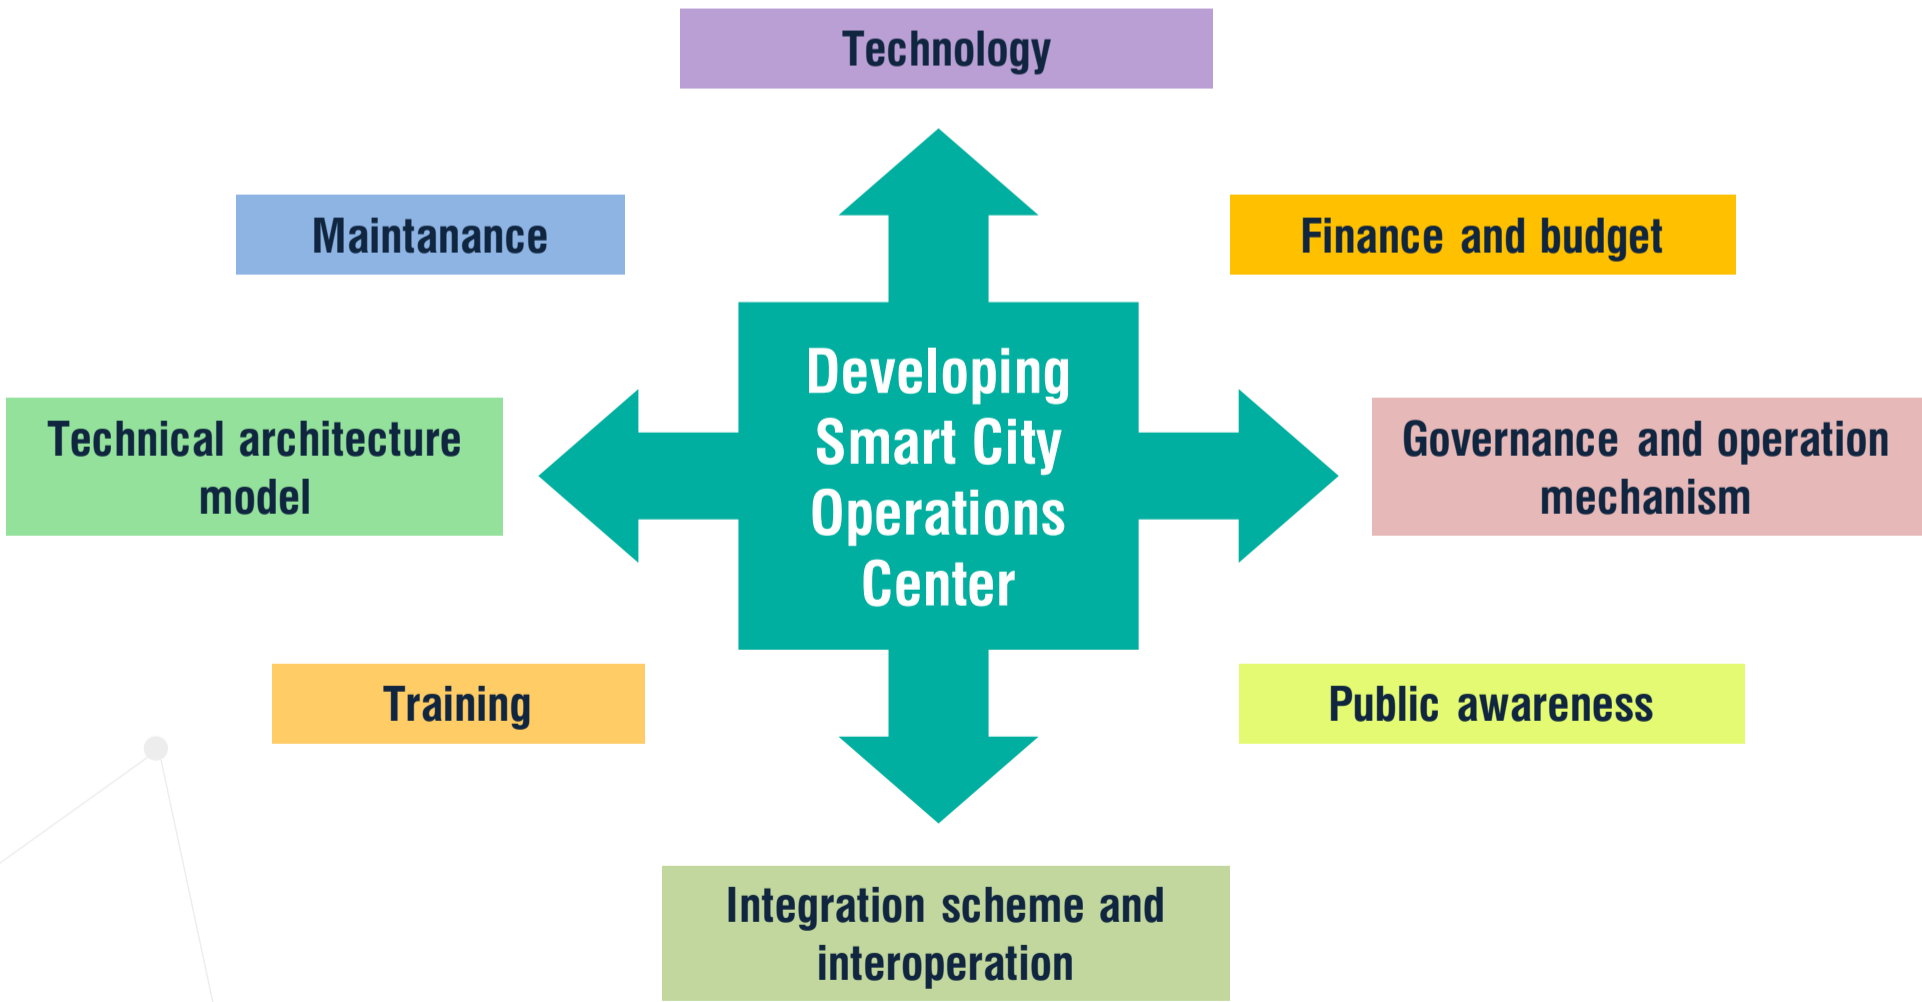 Technology
Maintanance
Finance and budget
Developing
Smart City
Operations
Center
Technical architecture
model
Governance and operation
mechanism
Training
Public awareness
Integration scheme and
interoperation